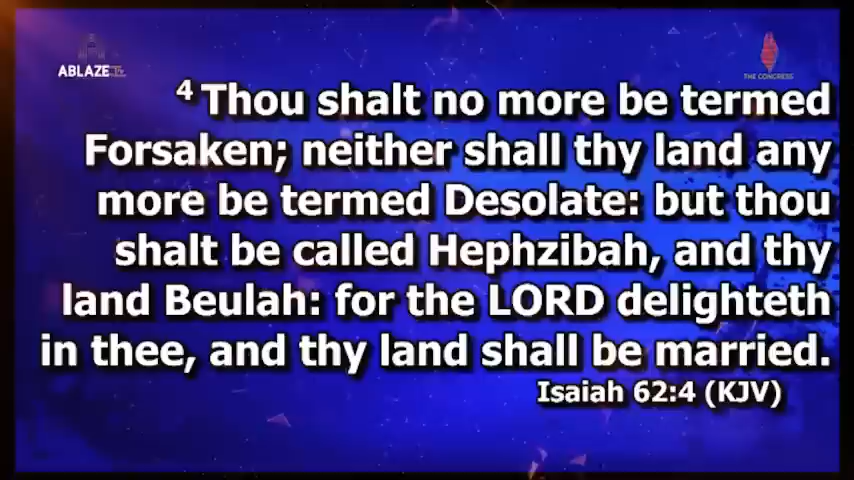 ABLAZE TV
THE CONGRESS
4 Thou shalt no more be termed
Forsaken; neither shall thy land any
more be termed Desolate: but thou
shalt be called Hephzibah, and thy
land Beulah: for the LORD delighteth
in thee, and thy land shall be married.
Isaiah 62:4 (KJV)